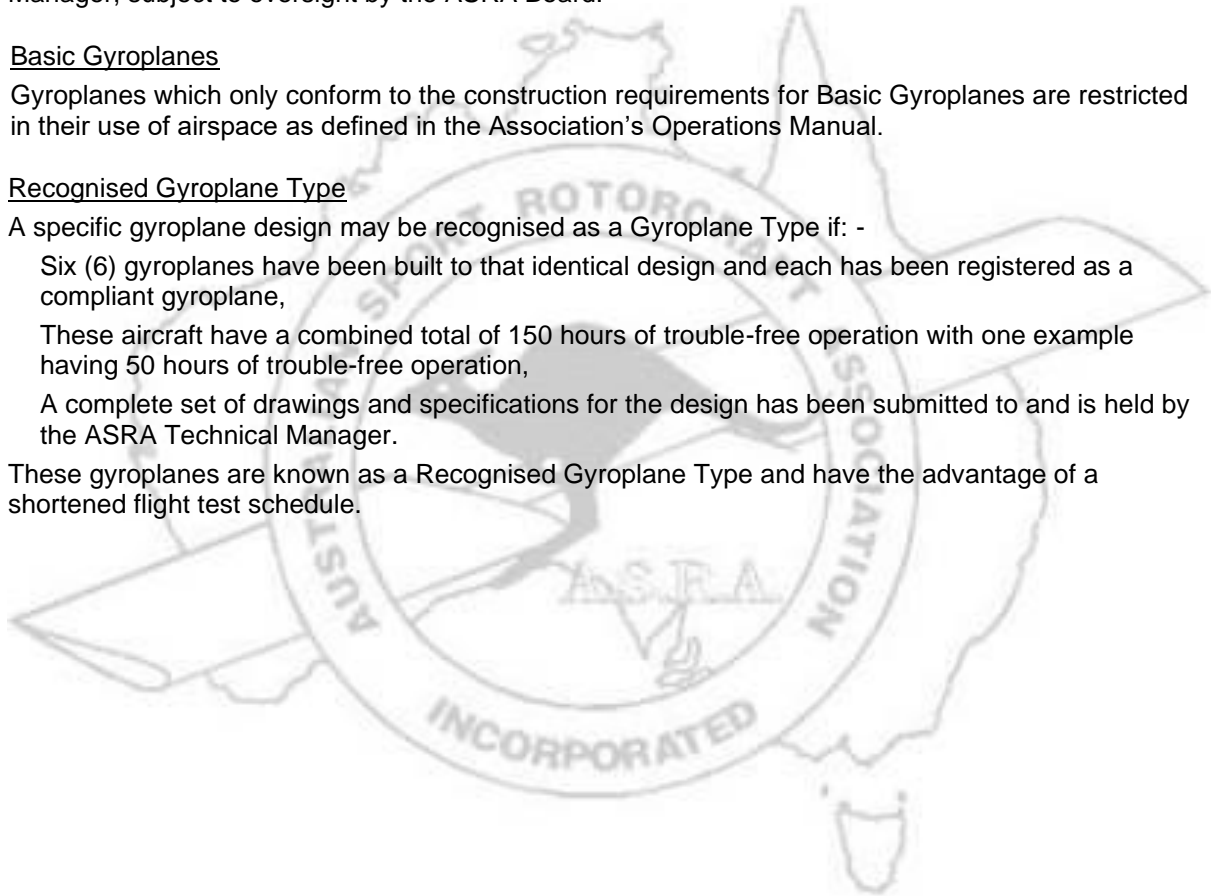 Manager, subject to oversight by the ASRA Board.
Basic Gyroplanes
Gyroplanes which only conform to the construction requirements for Basic Gyroplanes are restricted
in their use of airspace as defined in the Association's Operations Manual.
Recognised Gyroplane Type
A specific gyroplane design may be recognised as a Gyroplane Type if: -
Six (6) gyroplanes have been built to that identical design and each has been registered as a
compliant gyroplane,
These aircraft have a combined total of 150 hours of trouble-free operation with one example
having 50 hours of trouble-free operation,
A complete set of drawings and specifications for the design has been submitted to and is held by
the ASRA Technical Manager.
These gyroplanes are known as a Recognised Gyroplane Type and have the advantage of a
shortened flight test schedule.
AUSTRALIAN SPORT ROTORCRAFT ASSOCIATION
INCORPORATED
A.S.R.A.